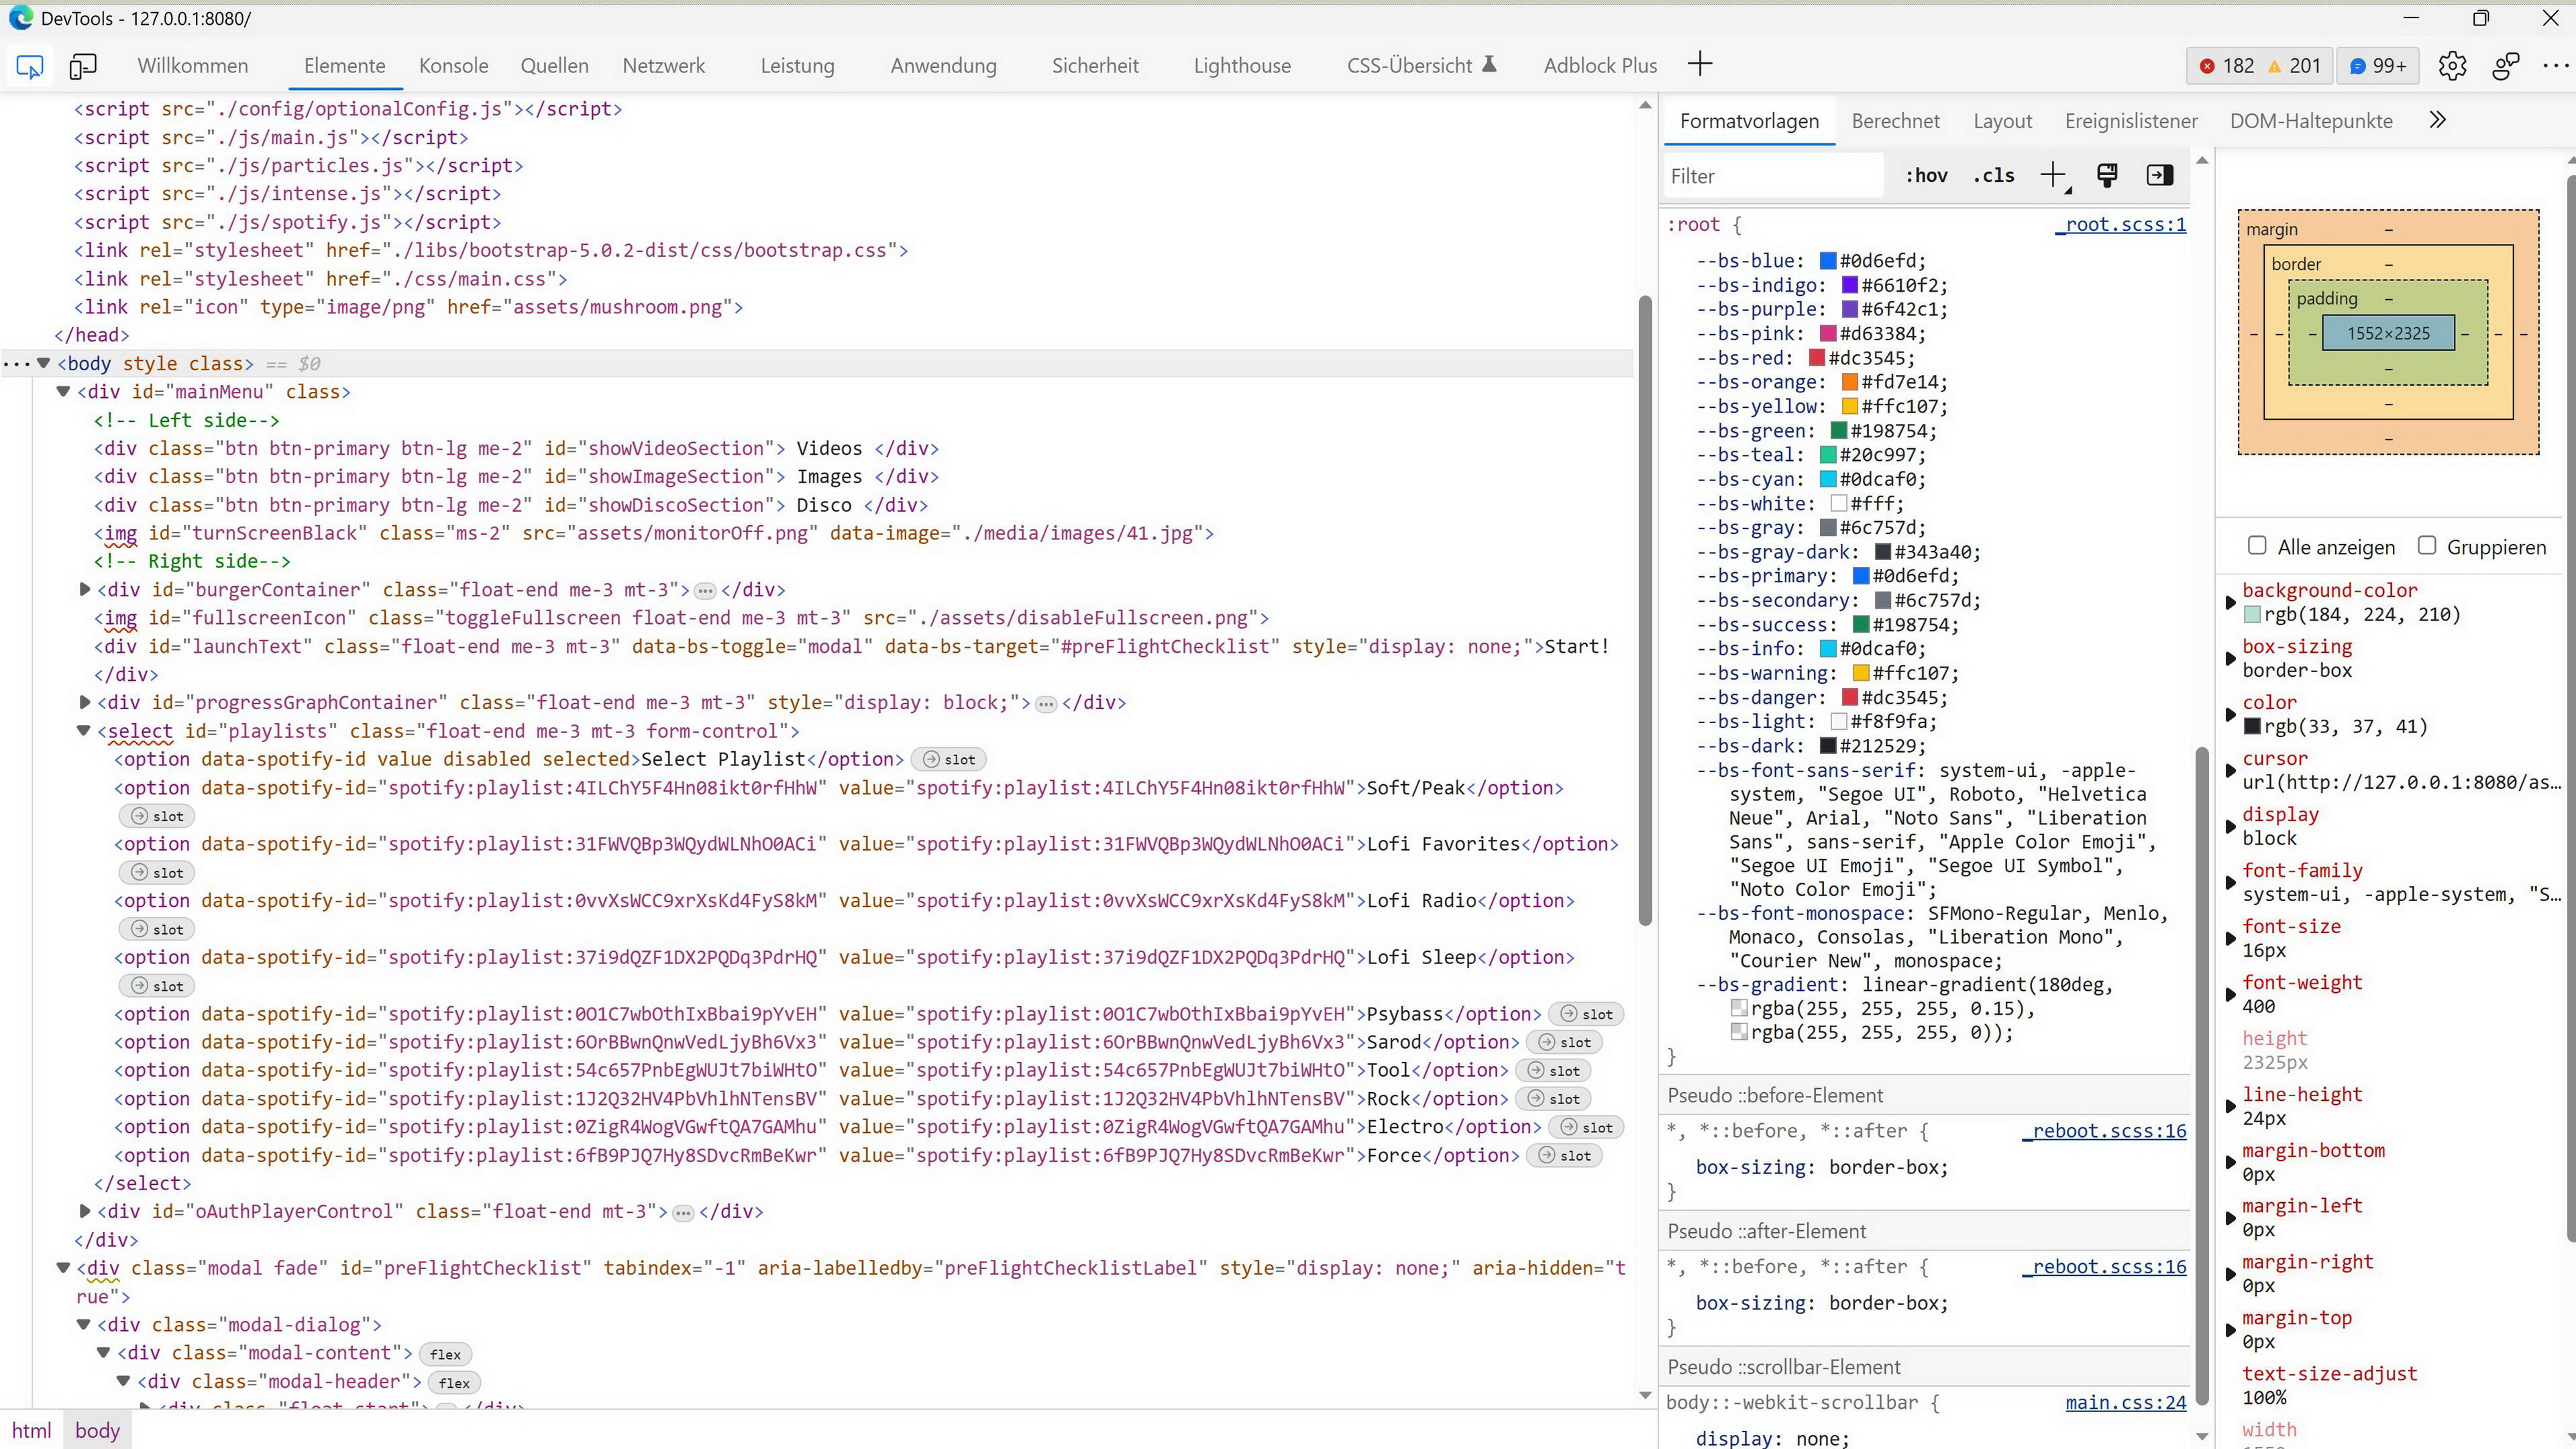 DevTools - 127.0.0.1:8080/
Willkommen Elemente Konsole Quellen Netzwerk Leistung Anwendung Sicherheit Lighthouse CSS-Übersicht Adblock Plus 182 201 99+
<script src="./config/optionalConfig.js"></script>
<script src="./js/main.js"></script>
<script src="./js/particles.js"></script>
<script src="./js/intense.js"></script>
<script src="./js/spotify.js"></script>
<link rel="stylesheet" href="./libs/bootstrap-5.0.2-dist/css/bootstrap.css">
<link rel="stylesheet" href="./css/main.css">
<link rel="icon" type="image/png" href="assets/mushroom.png">
</head>
<body style class> == $0
<div id="mainMenu" class>
<!-- Left side-->
<div class="btn btn-primary btn-lg me-2" id="showVideoSection"> Videos </div>
<div class="btn btn-primary btn-lg me-2" id="showImageSection"> Images </div>
<div class="btn btn-primary btn-lg me-2" id="showDiscoSection"> Disco </div>
<img id="turnScreenBlack" class="ms-2" src="assets/monitorOff.png" data-image="./media/images/41.jpg">
<!-- Right side-->
<div id="burgerContainer" class="float-end me-3 mt-3">…</div>
<img id="fullscreenIcon" class="toggleFullscreen float-end me-3 mt-3" src="./assets/disableFullscreen.png">
<div id="launchText" class="float-end me-3 mt-3" data-bs-toggle="modal" data-bs-target="#preFlightChecklist" style="display: none;">Start!
</div>
<div id="progressGraphContainer" class="float-end me-3 mt-3" style="display: block;">…</div>
<select id="playlists" class="float-end me-3 mt-3 form-control">
<option data-spotify-id value disabled selected>Select Playlist</option> slot
<option data-spotify-id="spotify:playlist:4ILChY5F4Hn08ikt0rfHhW" value="spotify:playlist:4ILChY5F4Hn08ikt0rfHhW">Soft/Peak</option>
slot
<option data-spotify-id="spotify:playlist:31FWVQBp3WQydWLNhO0ACi" value="spotify:playlist:31FWVQBp3WQydWLNhO0ACi">Lofi Favorites</option>
slot
<option data-spotify-id="spotify:playlist:0vvXsWCC9xrXsKd4FyS8kM" value="spotify:playlist:0vvXsWCC9xrXsKd4FyS8kM">Lofi Radio</option>
slot
<option data-spotify-id="spotify:playlist:37i9dQZF1DX2PQDq3PdrHQ" value="spotify:playlist:37i9dQZF1DX2PQDq3PdrHQ">Lofi Sleep</option>
slot
<option data-spotify-id="spotify:playlist:0O1C7wbOthIxBbai9pYvEH" value="spotify:playlist:0O1C7wbOthIxBbai9pYvEH">Psybass</option> slot
<option data-spotify-id="spotify:playlist:6OrBBwnQnwVedLjyBh6Vx3" value="spotify:playlist:6OrBBwnQnwVedLjyBh6Vx3">Sarod</option> slot
<option data-spotify-id="spotify:playlist:54c657PnbEgWUJt7biWHtO" value="spotify:playlist:54c657PnbEgWUJt7biWHtO">Tool</option> slot
<option data-spotify-id="spotify:playlist:1J2Q32HV4PbVhlhNTensBV" value="spotify:playlist:1J2Q32HV4PbVhlhNTensBV">Rock</option> slot
<option data-spotify-id="spotify:playlist:0ZigR4WogVGwftQA7GAMhu" value="spotify:playlist:0ZigR4WogVGwftQA7GAMhu">Electro</option> slot
<option data-spotify-id="spotify:playlist:6fB9PJQ7Hy8SDvcRmBeKwr" value="spotify:playlist:6fB9PJQ7Hy8SDvcRmBeKwr">Force</option> slot
</select>
<div id="oAuthPlayerControl" class="float-end mt-3">…</div>
</div>
<div class="modal fade" id="preFlightChecklist" tabindex="-1" aria-labelledby="preFlightChecklistLabel" style="display: none;" aria-hidden="t
rue">
<div class="modal-dialog">
<div class="modal-content"> flex
<div class="modal-header"> flex
<div class="float-start">…</div>
html body
Formatvorlagen Berechnet Layout Ereignislistener DOM-Haltepunkte
Filter :hov .cls
:root { _root.scss:1
--bs-blue: #0d6efd;
--bs-indigo: #6610f2;
--bs-purple: #6f42c1;
--bs-pink: #d63384;
--bs-red: #dc3545;
--bs-orange: #fd7e14;
--bs-yellow: #ffc107;
--bs-green: #198754;
--bs-teal: #20c997;
--bs-cyan: #0dcaf0;
--bs-white: #fff;
--bs-gray: #6c757d;
--bs-gray-dark: #343a40;
--bs-primary: #0d6efd;
--bs-secondary: #6c757d;
--bs-success: #198754;
--bs-info: #0dcaf0;
--bs-warning: #ffc107;
--bs-danger: #dc3545;
--bs-light: #f8f9fa;
--bs-dark: #212529;
--bs-font-sans-serif: system-ui, -apple-
system, "Segoe UI", Roboto, "Helvetica
Neue", Arial, "Noto Sans", "Liberation
Sans", sans-serif, "Apple Color Emoji",
"Segoe UI Emoji", "Segoe UI Symbol",
"Noto Color Emoji";
--bs-font-monospace: SFMono-Regular, Menlo,
Monaco, Consolas, "Liberation Mono",
"Courier New", monospace;
--bs-gradient: linear-gradient(180deg,
rgba(255, 255, 255, 0.15),
rgba(255, 255, 255, 0));
}
Pseudo ::before-Element
*, *::before, *::after { _reboot.scss:16
box-sizing: border-box;
}
Pseudo ::after-Element
*, *::before, *::after { _reboot.scss:16
box-sizing: border-box;
}
Pseudo ::scrollbar-Element
body::-webkit-scrollbar { main.css:24
display: none;
margin –
border –
padding –
– – – 1552×2325 – – –
–
–
–
Alle anzeigen Gruppieren
background-color
rgb(184, 224, 210)
box-sizing
border-box
color
rgb(33, 37, 41)
cursor
url(http://127.0.0.1:8080/as…
display
block
font-family
system-ui, -apple-system, "S…
font-size
16px
font-weight
400
height
2325px
line-height
24px
margin-bottom
0px
margin-left
0px
margin-right
0px
margin-top
0px
text-size-adjust
100%
width